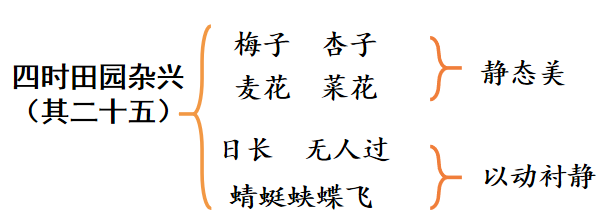 四时田园杂兴
（其二十五）
梅子 杏子
麦花 菜花
静态美
日长 无人过
蜻蜓蛱蝶飞
以动衬静